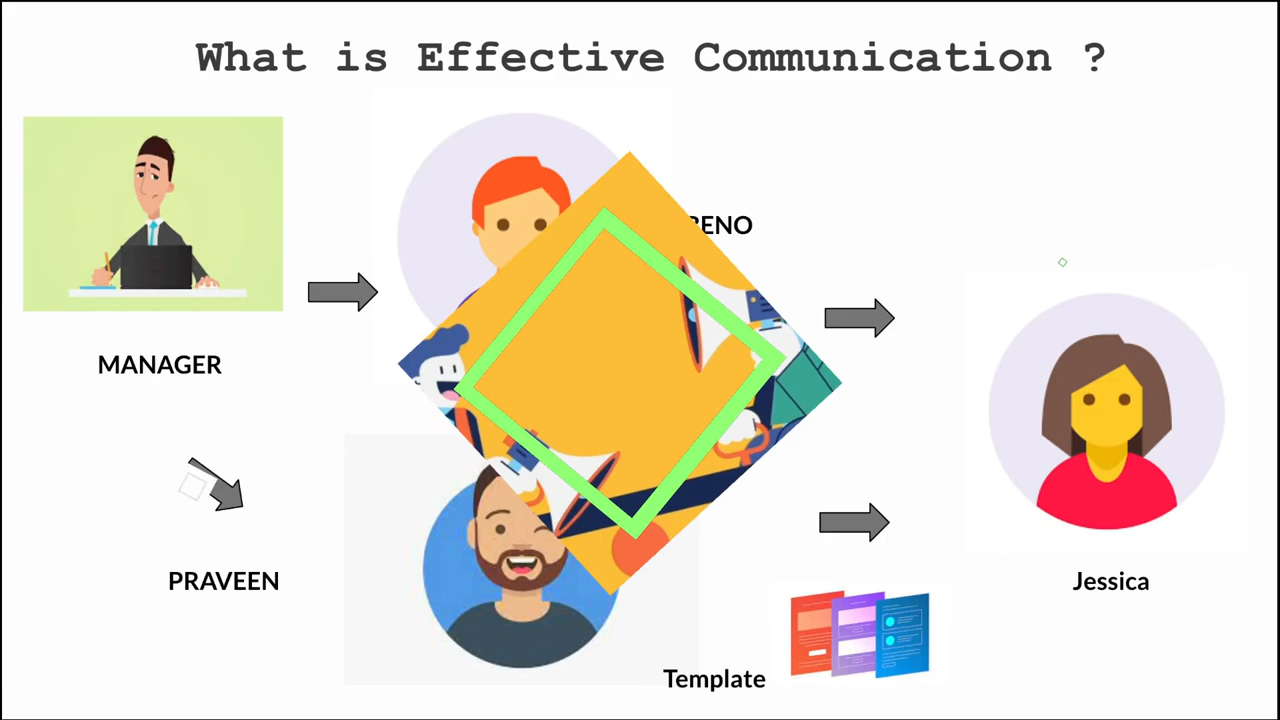 What is Effective Communication ?
RENO
MANAGER
PRAVEEN
Jessica
Template